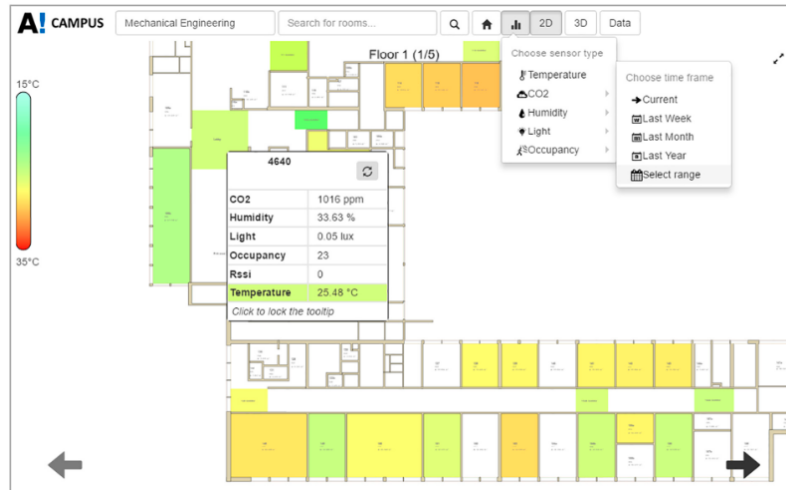 A! CAMPUS
Mechanical Engineering
Search for rooms...
2D
3D
Data
Floor 1 (1/5)
Choose sensor type
Temperature
CO2
Humidity
Light
Occupancy
Choose time frame
Current
Last Week
Last Month
Last Year
Select range
15°C
35°C
4640
CO2 1016 ppm
Humidity 33.63 %
Light 0.05 lux
Occupancy 23
Rssi 0
Temperature 25.48 °C
Click to lock the tooltip